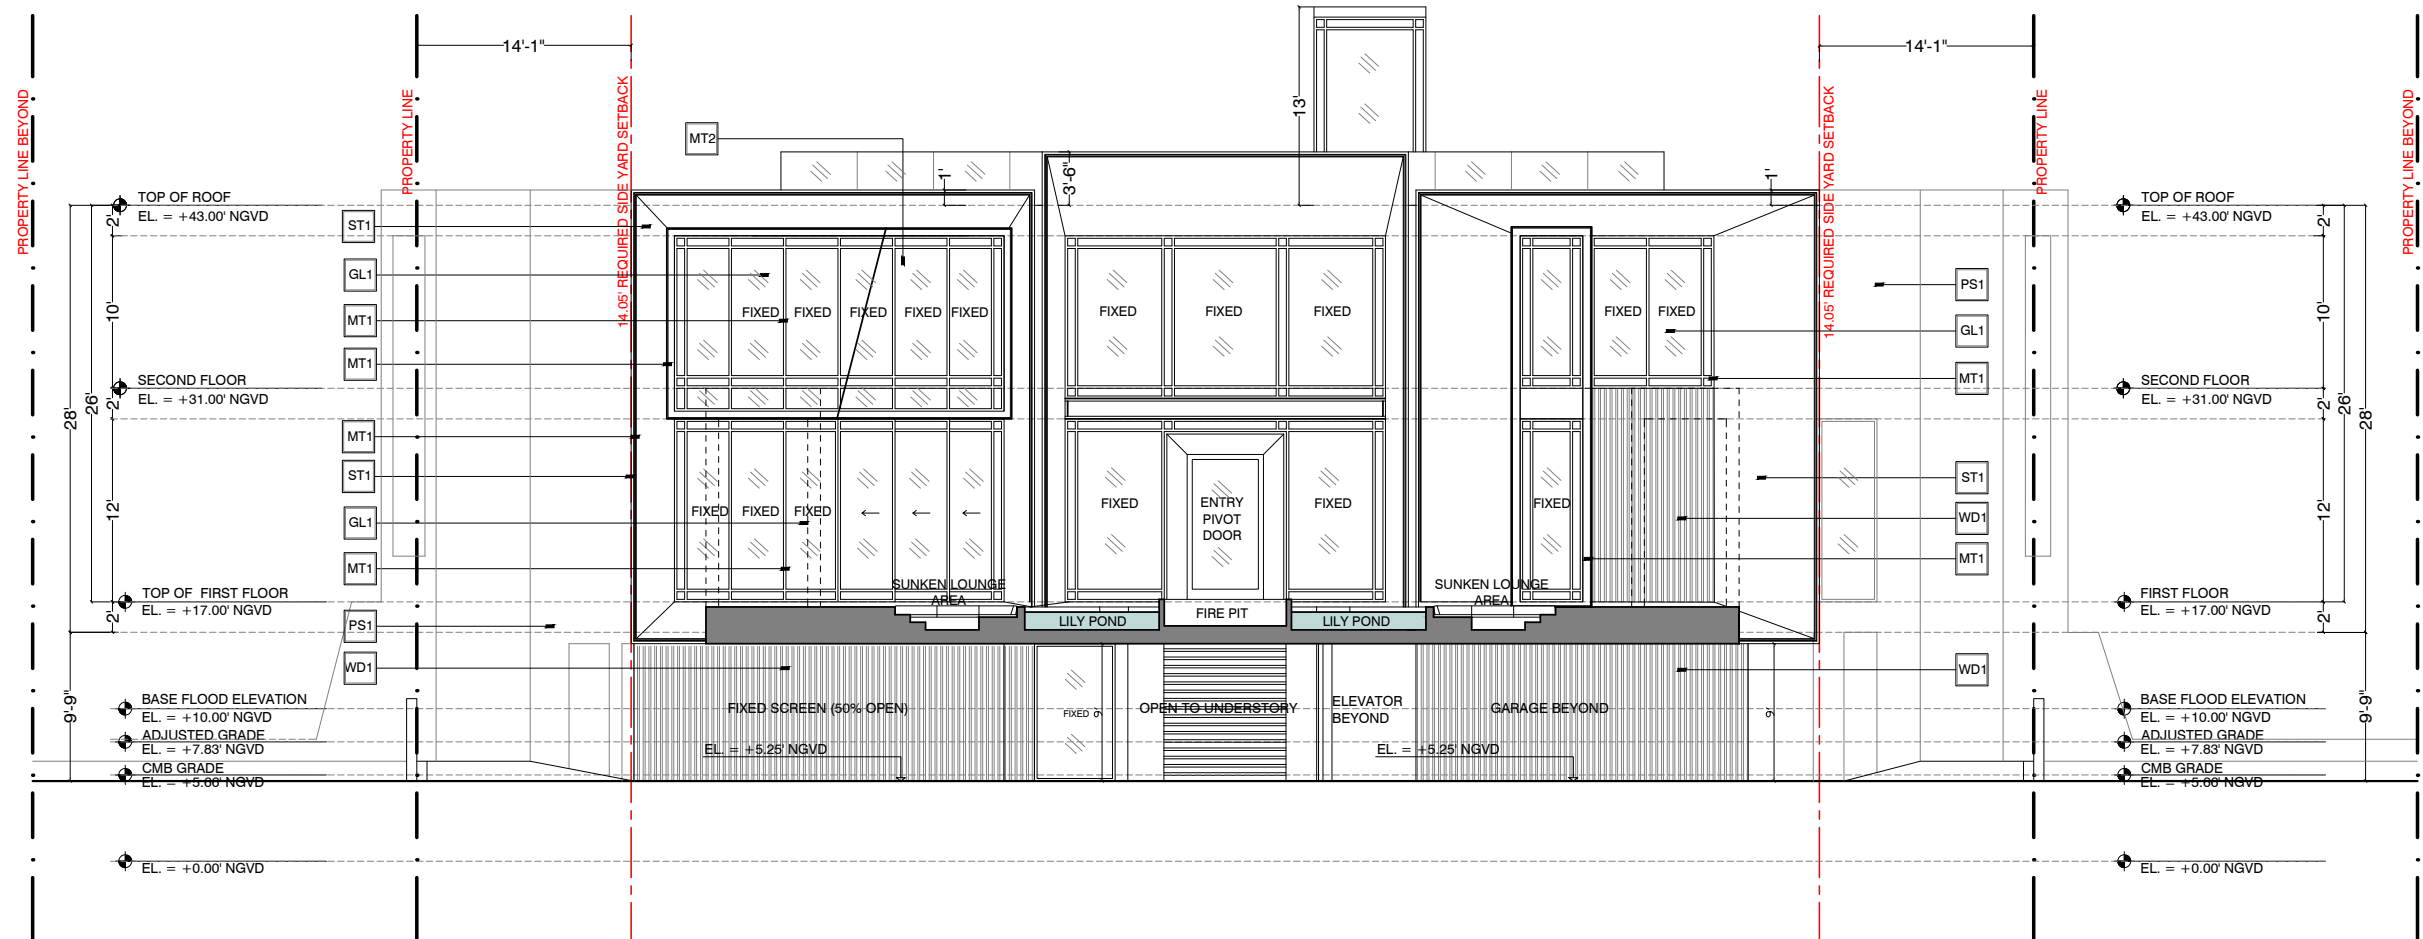 14'-1"
14'-1"
PROPERTY LINE BEYOND
PROPERTY LINE
14.05' REQUIRED SIDE YARD SETBACK
14.05' REQUIRED SIDE YARD SETBACK
PROPERTY LINE
PROPERTY LINE BEYOND
13'
MT2
3'-6"
1'
1'
TOP OF ROOF
EL. = +43.00' NGVD
ST1
GL1
MT1
MT1
SECOND FLOOR
EL. = +31.00' NGVD
MT1
ST1
GL1
MT1
TOP OF FIRST FLOOR
EL. = +17.00' NGVD
PS1
WD1
BASE FLOOD ELEVATION
EL. = +10.00' NGVD
ADJUSTED GRADE
EL. = +7.83' NGVD
CMB GRADE
EL. = +0.00' NGVD
2'
10'
2'
12'
2'
26'
28'
9'-9"
FIXED FIXED FIXED FIXED FIXED
FIXED FIXED FIXED
FIXED FIXED
FIXED FIXED FIXED
FIXED
ENTRY
PIVOT
DOOR
FIXED
FIXED
SUNKEN LOUNGE
AREA
SUNKEN LOUNGE
AREA
LILY POND
FIRE PIT
LILY POND
FIXED SCREEN (50% OPEN)
FIXED
9'
OPEN TO UNDERSTORY
ELEVATOR
BEYOND
GARAGE BEYOND
9'
EL. = +5.25' NGVD
EL. = +5.25' NGVD
PS1
GL1
MT1
ST1
WD1
MT1
WD1
TOP OF ROOF
EL. = +43.00' NGVD
SECOND FLOOR
EL. = +31.00' NGVD
FIRST FLOOR
EL. = +17.00' NGVD
BASE FLOOD ELEVATION
EL. = +10.00' NGVD
ADJUSTED GRADE
EL. = +7.83' NGVD
CMB GRADE
EL. = +0.00' NGVD
2'
10'
2'
12'
2'
26'
28'
9'-9"